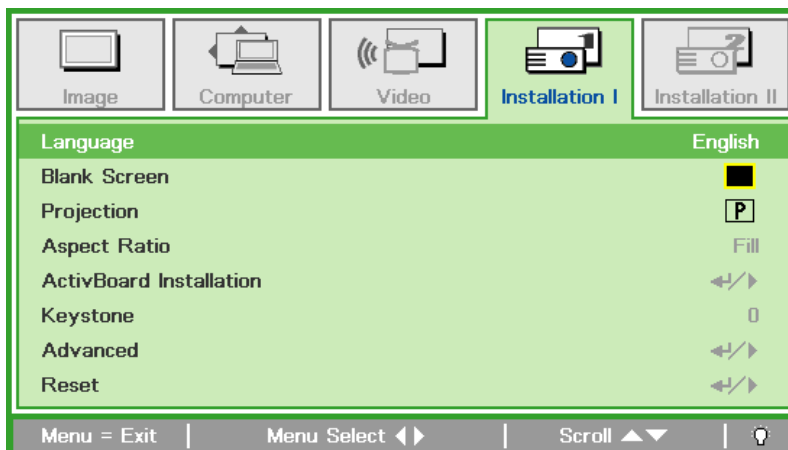 Image Computer Video Installation I Installation II
Language English
Blank Screen
Projection P
Aspect Ratio Fill
ActivBoard Installation
Keystone 0
Advanced
Reset
Menu = Exit Menu Select Scroll